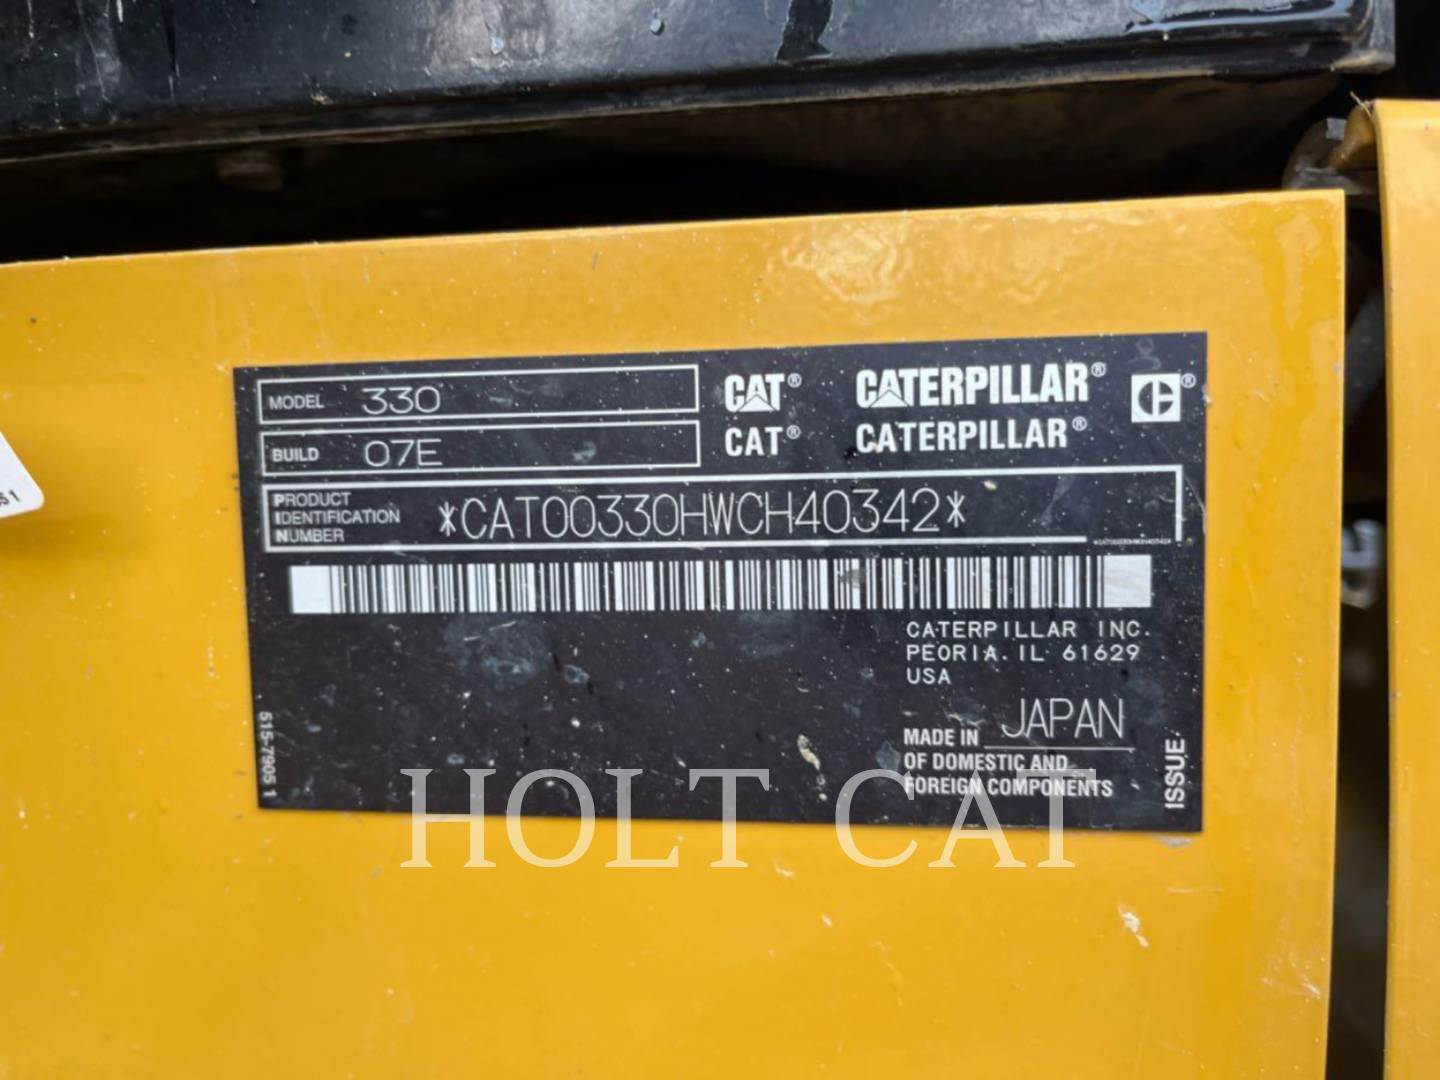 MODEL 330
BUILD 07E
CAT® CATERPILLAR® C®
CAT® CATERPILLAR®
PRODUCT
IDENTIFICATION
NUMBER
*CAT00330HWCH40342*
CATERPILLAR INC.
PEORIA. IL 61629
USA
MADE IN JAPAN
OF DOMESTIC AND
FOREIGN COMPONENTS
ISSUE
515-7905 1
HOLT CAT